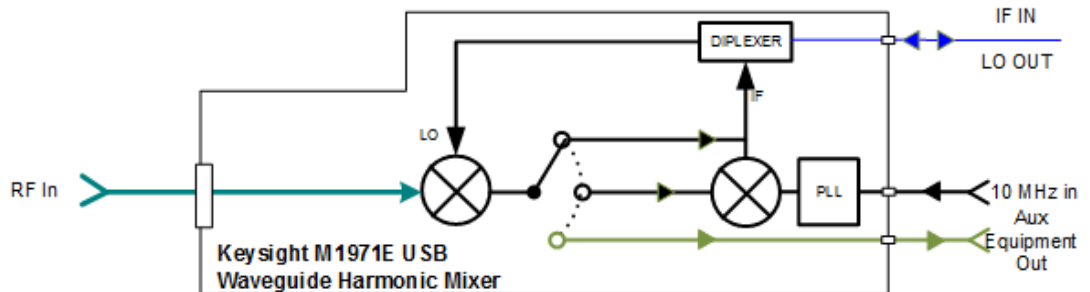 IF IN
DIPLEXER
LO OUT
IF
LO
RF In
PLL
10 MHz in
Aux
Equipment
Out
Keysight M1971E USB
Waveguide Harmonic Mixer